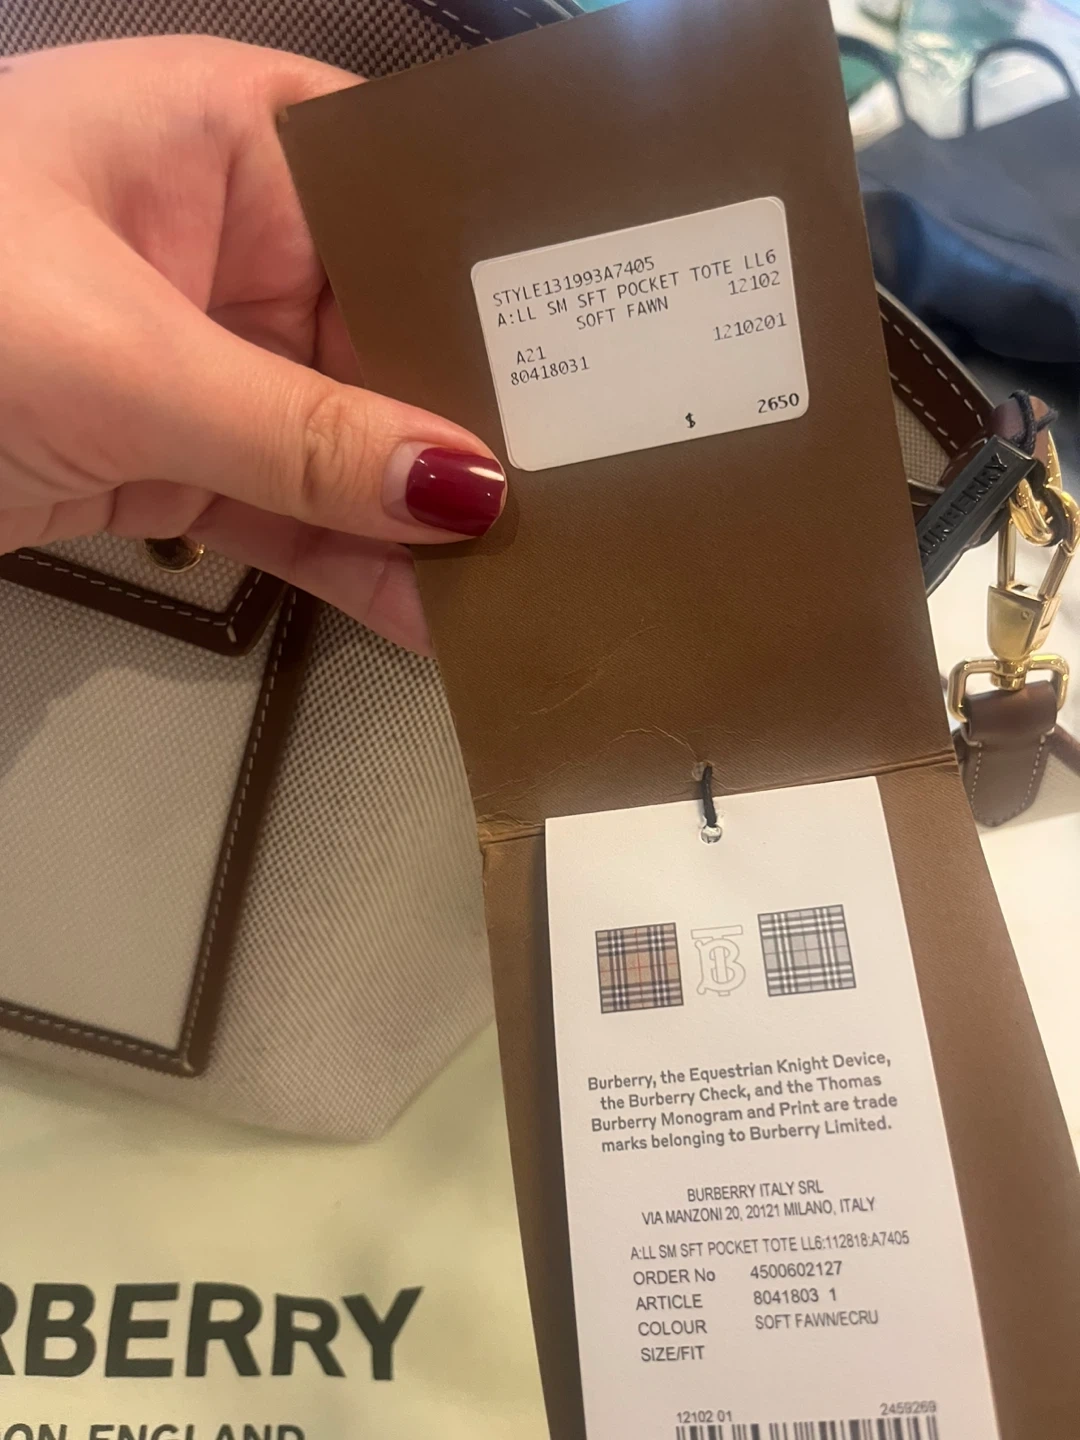 STYLE131993A7405
A:LL SM SFT POCKET TOTE LL6
SOFT FAWN 12102
A21 1210201
80418031
$ 2650
BURBERRY
Burberry, the Equestrian Knight Device,
the Burberry Check, and the Thomas
Burberry Monogram and Print are trade
marks belonging to Burberry Limited.
BURBERRY ITALY SRL
VIA MANZONI 20, 20121 MILANO, ITALY
A:LL SM SFT POCKET TOTE LL6:112818:A7405
ORDER No 4500602127
ARTICLE 8041803 1
COLOUR SOFT FAWN/ECRU
SIZE/FIT
12102 01 2459269
RBERRY
ON ENGLAND